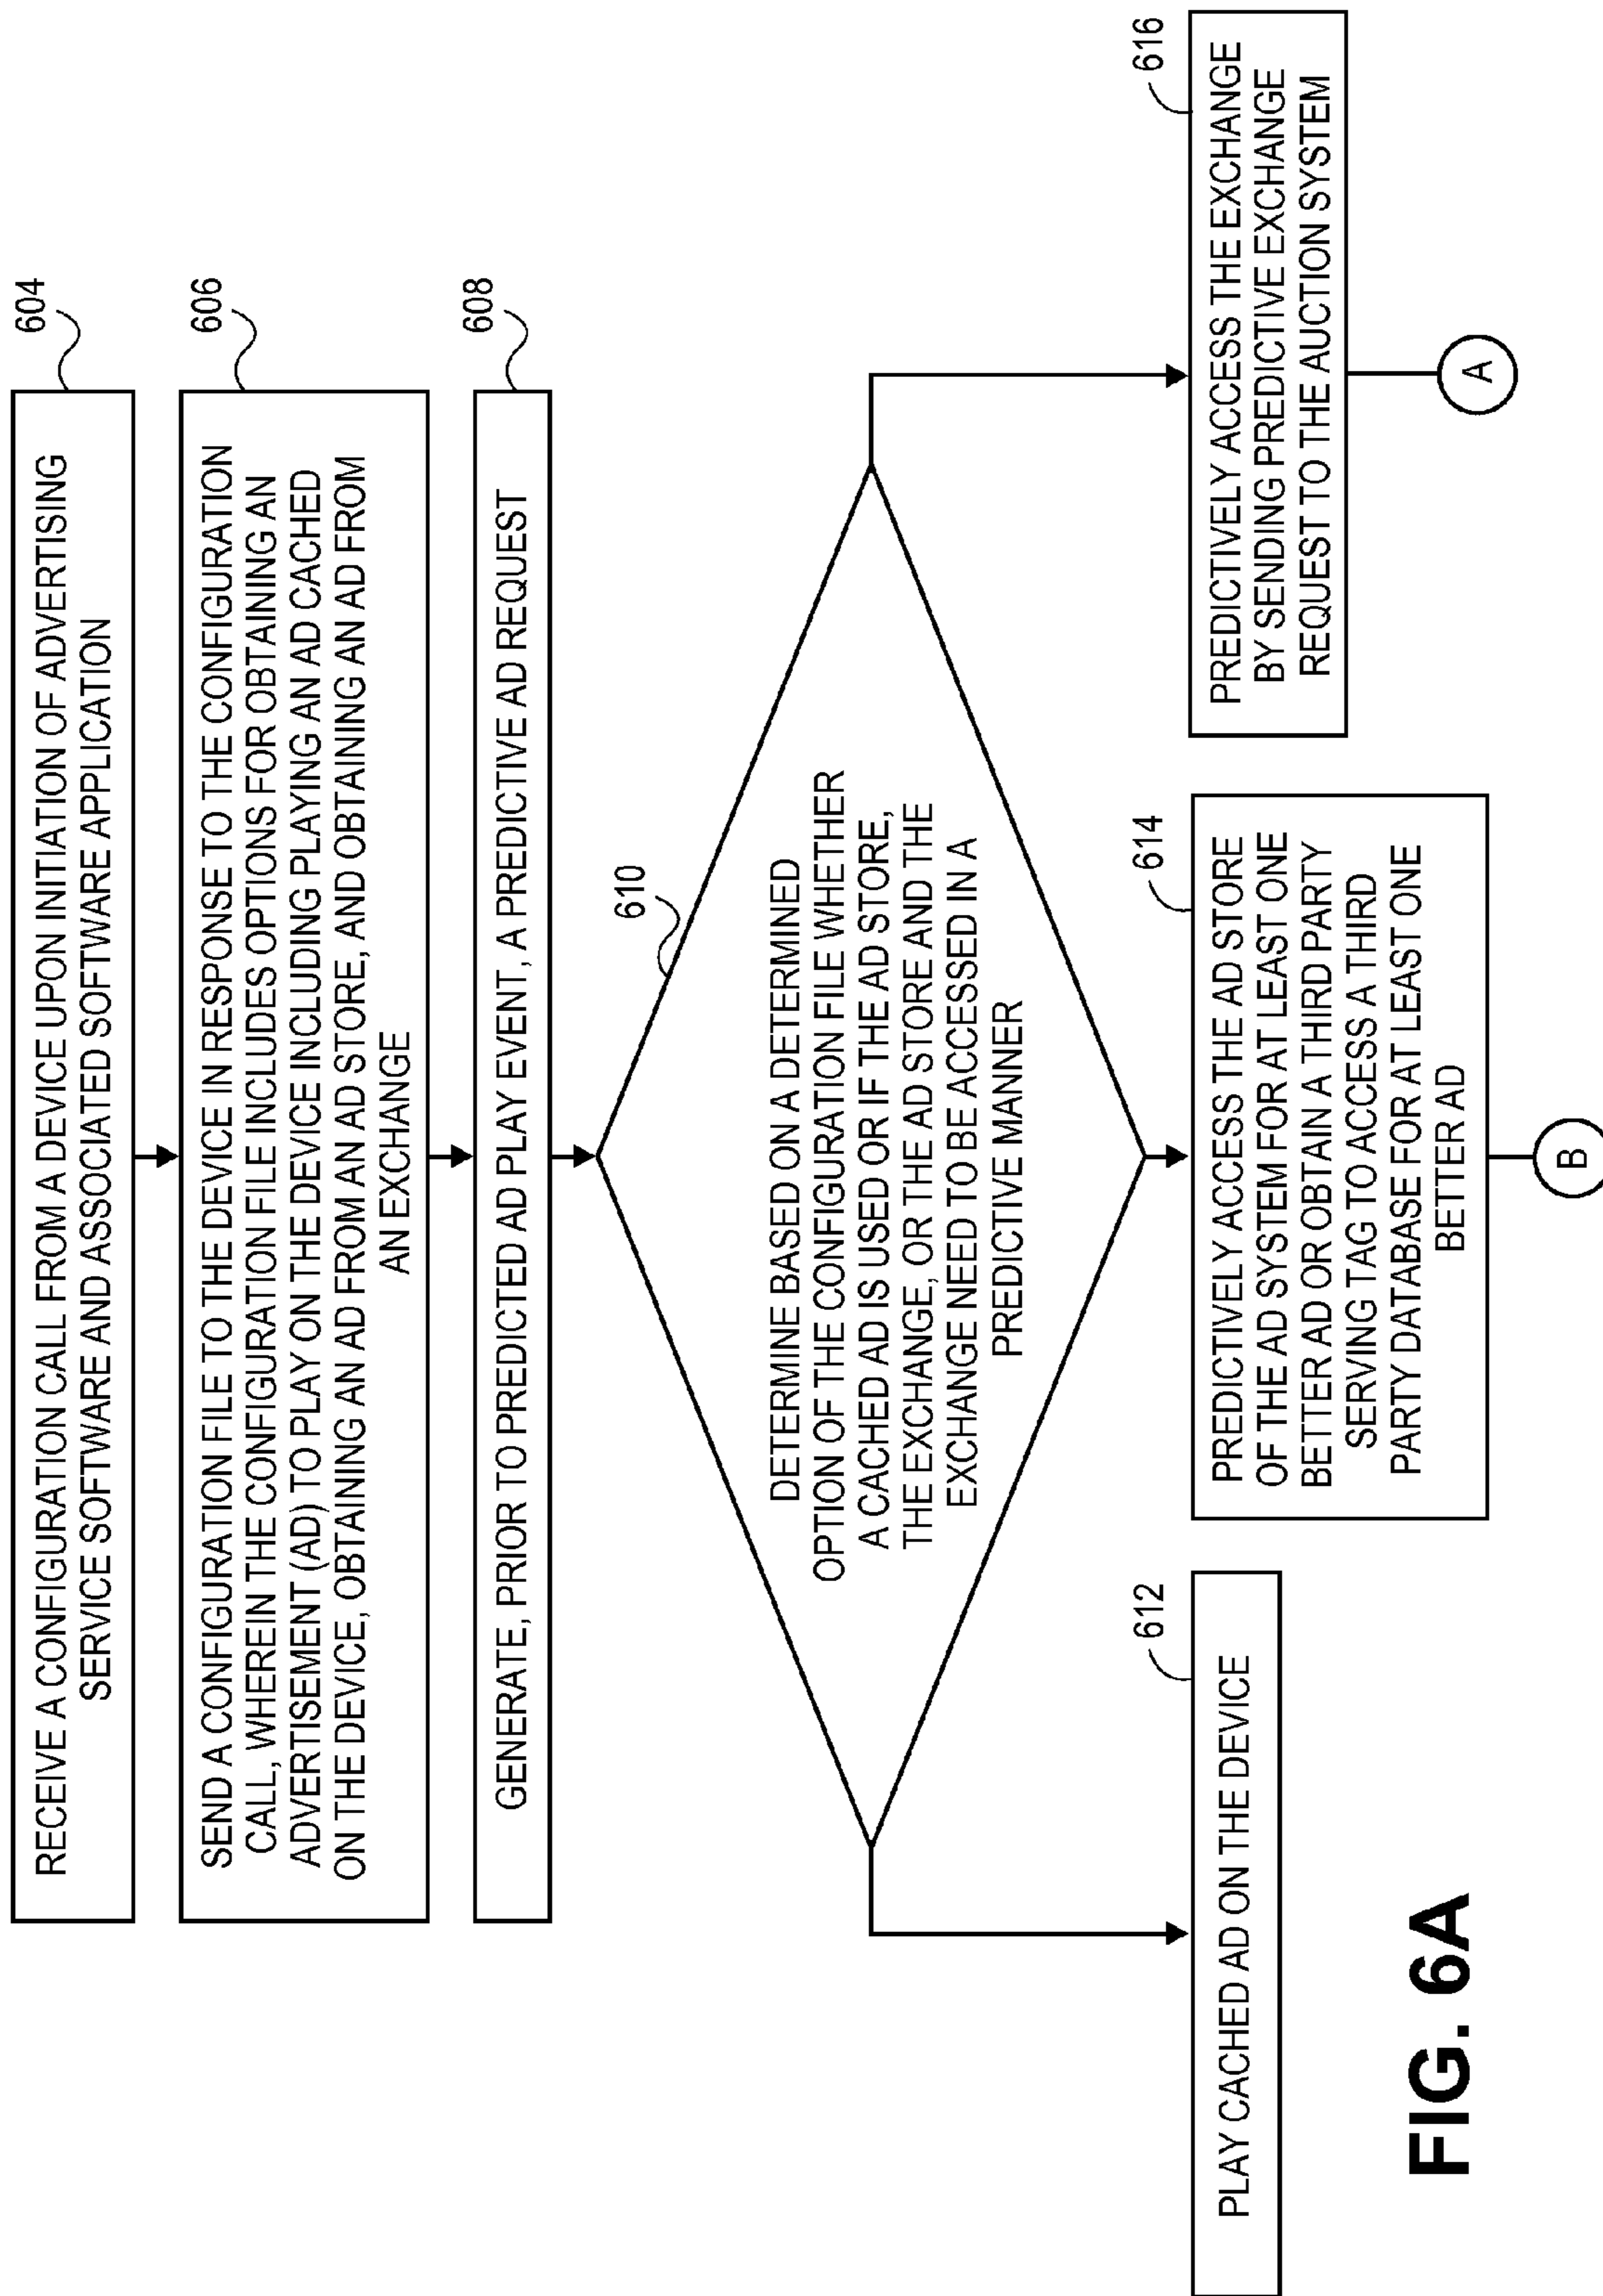 604
RECEIVE A CONFIGURATION CALL FROM A DEVICE UPON INITIATION OF ADVERTISING
SERVICE SOFTWARE AND ASSOCIATED SOFTWARE APPLICATION
606
SEND A CONFIGURATION FILE TO THE DEVICE IN RESPONSE TO THE CONFIGURATION
CALL, WHEREIN THE CONFIGURATION FILE INCLUDES OPTIONS FOR OBTAINING AN
ADVERTISEMENT (AD) TO PLAY ON THE DEVICE INCLUDING PLAYING AN AD CACHED
ON THE DEVICE, OBTAINING AN AD FROM AN AD STORE, AND OBTAINING AN AD FROM
AN EXCHANGE
608
GENERATE, PRIOR TO PREDICTED AD PLAY EVENT, A PREDICTIVE AD REQUEST
610
DETERMINE BASED ON A DETERMINED
OPTION OF THE CONFIGURATION FILE WHETHER
A CACHED AD IS USED OR IF THE AD STORE,
THE EXCHANGE, OR THE AD STORE AND THE
EXCHANGE NEED TO BE ACCESSED IN A
PREDICTIVE MANNER
612
PLAY CACHED AD ON THE DEVICE
614
PREDICTIVELY ACCESS THE AD STORE
OF THE AD SYSTEM FOR AT LEAST ONE
BETTER AD OR OBTAIN A THIRD PARTY
SERVING TAG TO ACCESS A THIRD
PARTY DATABASE FOR AT LEAST ONE
BETTER AD
B
616
PREDICTIVELY ACCESS THE EXCHANGE
BY SENDING PREDICTIVE EXCHANGE
REQUEST TO THE AUCTION SYSTEM
A
FIG. 6A